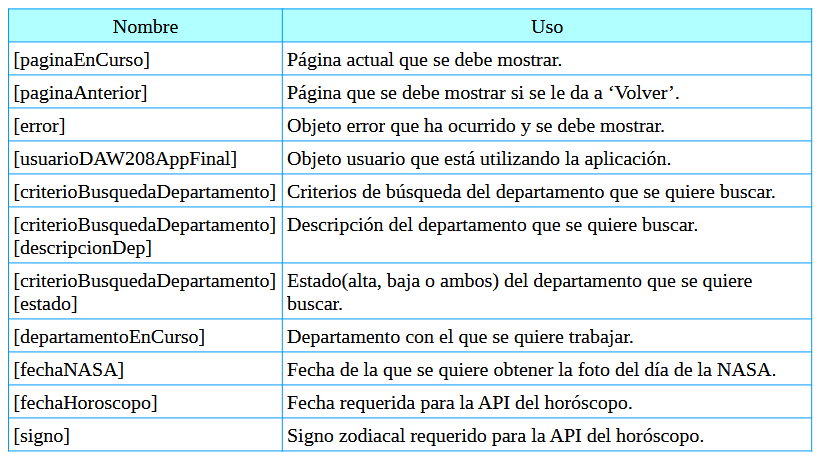 Nombre Uso
[paginaEnCurso] Página actual que se debe mostrar.
[paginaAnterior] Página que se debe mostrar si se le da a ‘Volver’.
[error] Objeto error que ha ocurrido y se debe mostrar.
[usuarioDAW208AppFinal] Objeto usuario que está utilizando la aplicación.
[criterioBusquedaDepartamento] Criterios de búsqueda del departamento que se quiere buscar.
[criterioBusquedaDepartamento] Descripción del departamento que se quiere buscar.
[descripcionDep]
[criterioBusquedaDepartamento] Estado(alta, baja o ambos) del departamento que se quiere
[estado] buscar.
[departamentoEnCurso] Departamento con el que se quiere trabajar.
[fechaNASA] Fecha de la que se quiere obtener la foto del día de la NASA.
[fechaHoroscopo] Fecha requerida para la API del horóscopo.
[signo] Signo zodiacal requerido para la API del horóscopo.